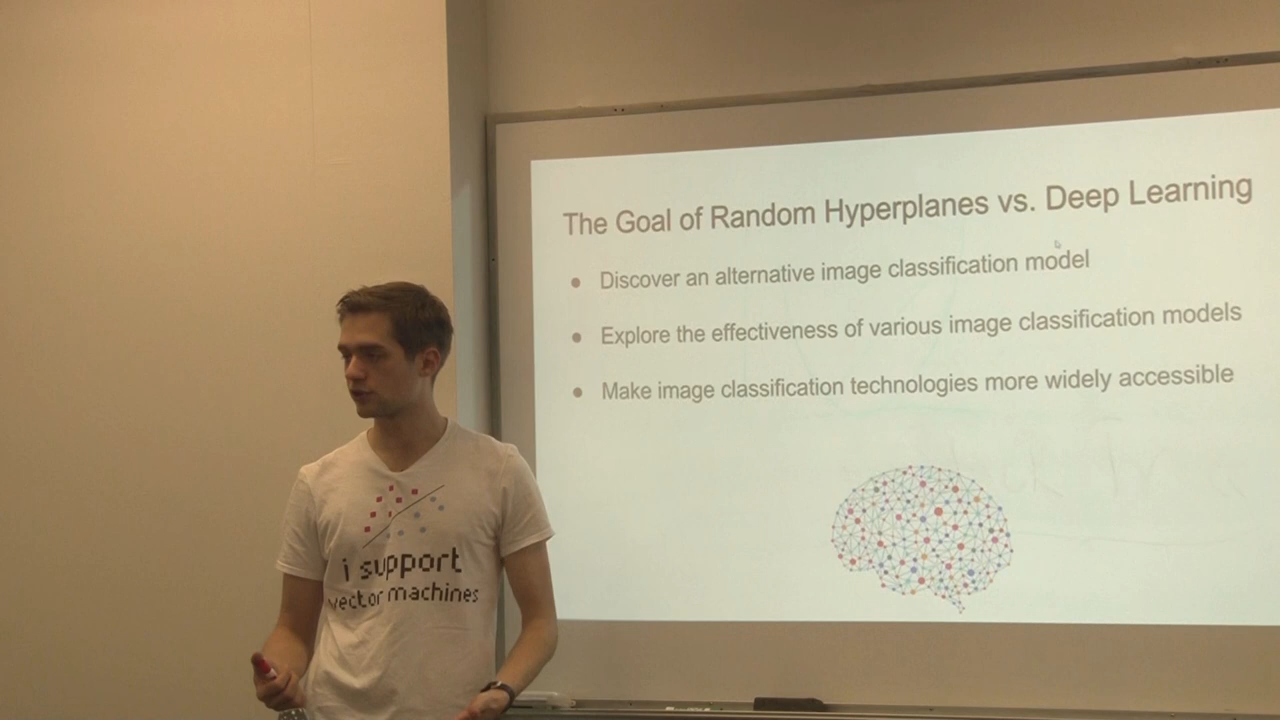 The Goal of Random Hyperplanes vs. Deep Learning
Discover an alternative image classification model
Explore the effectiveness of various image classification models
Make image classification technologies more widely accessible
i support
vector machines